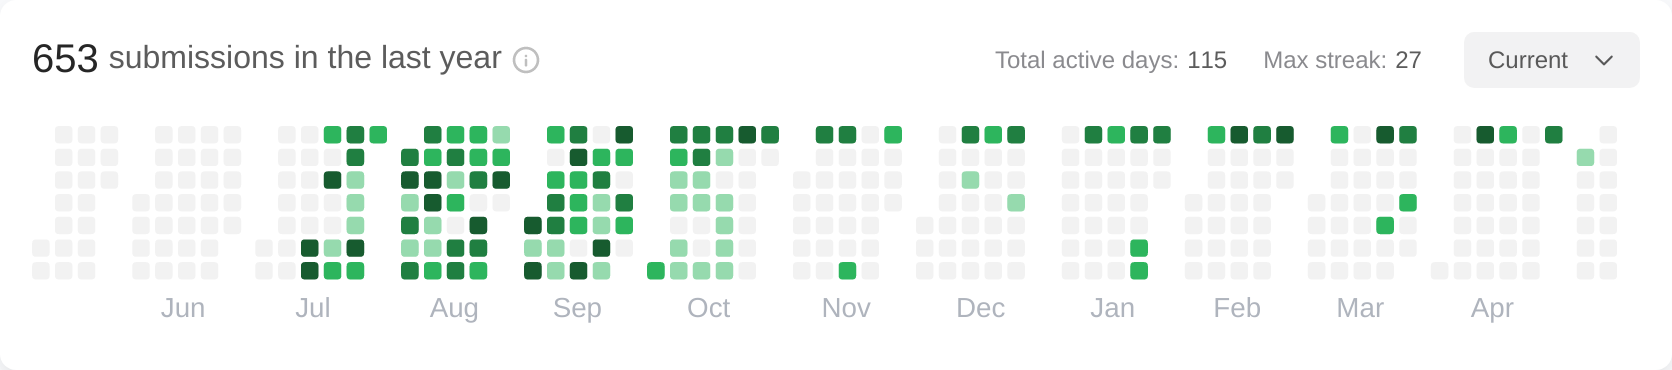 653 submissions in the last year
Total active days: 115 Max streak: 27 Current
Jun Jul Aug Sep Oct Nov Dec Jan Feb Mar Apr